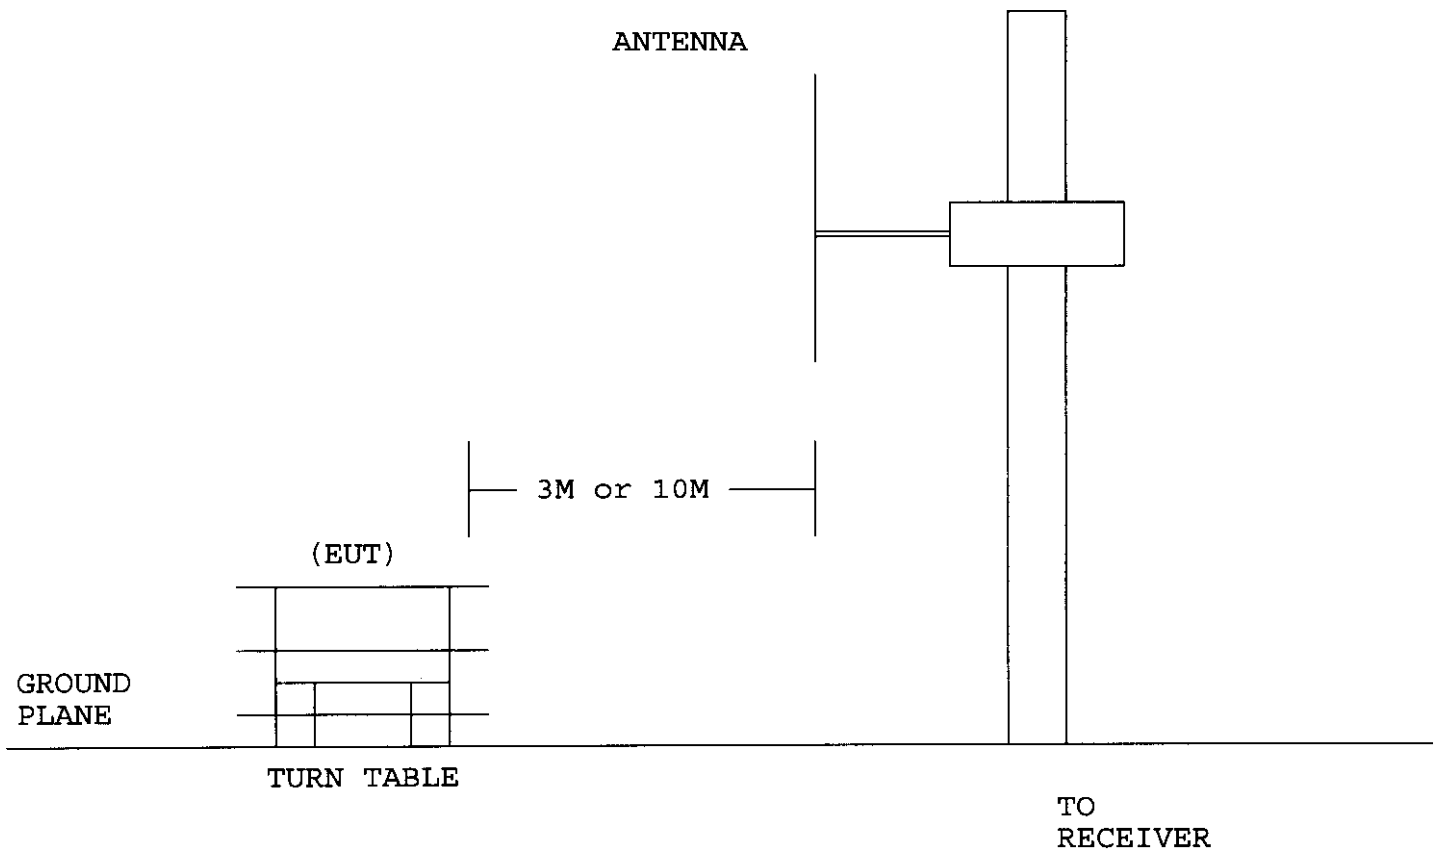 ANTENNA
3M or 10M
(EUT)
GROUND
PLANE
TURN TABLE
TO
RECEIVER